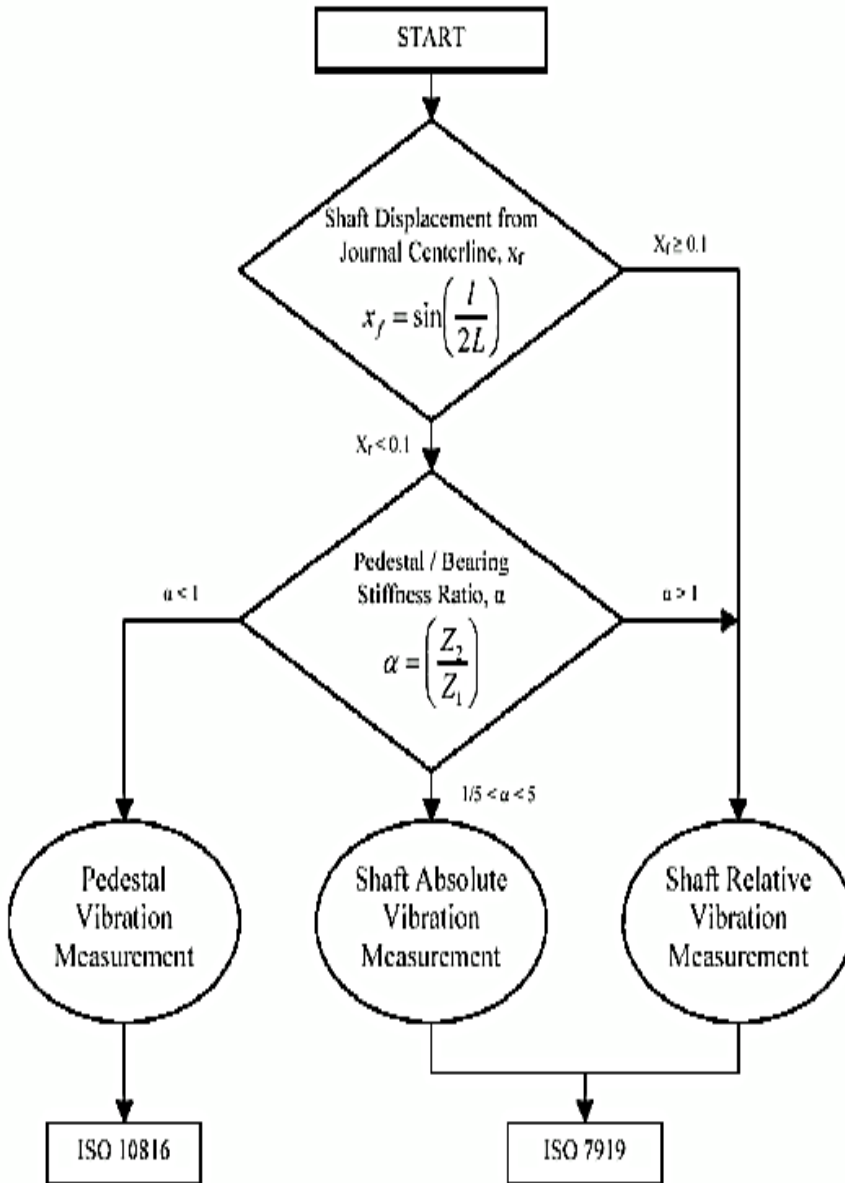 START
Shaft Displacement from
Journal Centerline, xf
x_f = sin(l/2L)
Xf ≥ 0.1
Xf < 0.1
Pedestal / Bearing
Stiffness Ratio, α
α = (Z₂/Z₁)
α < 1
α > 1
1/5 < α < 5
Pedestal
Vibration
Measurement
Shaft Absolute
Vibration
Measurement
Shaft Relative
Vibration
Measurement
ISO 10816
ISO 7919